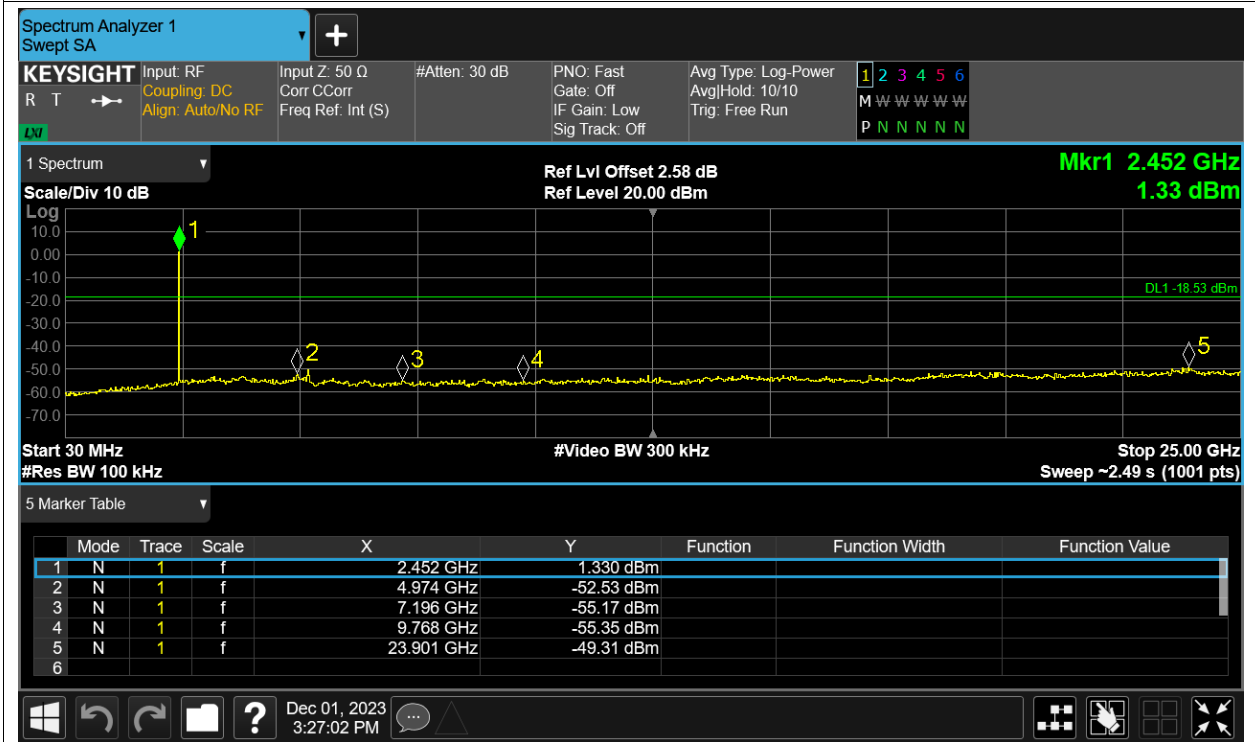 Spectrum Analyzer 1
Swept SA
+
KEYSIGHT Input: RF Input Z: 50 Ω #Atten: 30 dB PNO: Fast Avg Type: Log-Power 1 2 3 4 5 6
R T Coupling: DC Corr CCorr Gate: Off Avg|Hold: 10/10 M W W W W W
Align: Auto/No RF Freq Ref: Int (S) IF Gain: Low Trig: Free Run
LXI Sig Track: Off P N N N N N
1 Spectrum Ref Lvl Offset 2.58 dB Mkr1 2.452 GHz
Scale/Div 10 dB Ref Level 20.00 dBm 1.33 dBm
Log
10.0 1
0.00
-10.0
DL1 -18.53 dBm
-20.0
-30.0
-40.0 2 3 4 5
-50.0
-60.0
-70.0
Start 30 MHz #Video BW 300 kHz Stop 25.00 GHz
#Res BW 100 kHz Sweep ~2.49 s (1001 pts)
5 Marker Table
Mode Trace Scale X Y Function Function Width Function Value
1 N 1 f 2.452 GHz 1.330 dBm
2 N 1 f 4.974 GHz -52.53 dBm
3 N 1 f 7.196 GHz -55.17 dBm
4 N 1 f 9.768 GHz -55.35 dBm
5 N 1 f 23.901 GHz -49.31 dBm
6
? Dec 01, 2023
3:27:02 PM